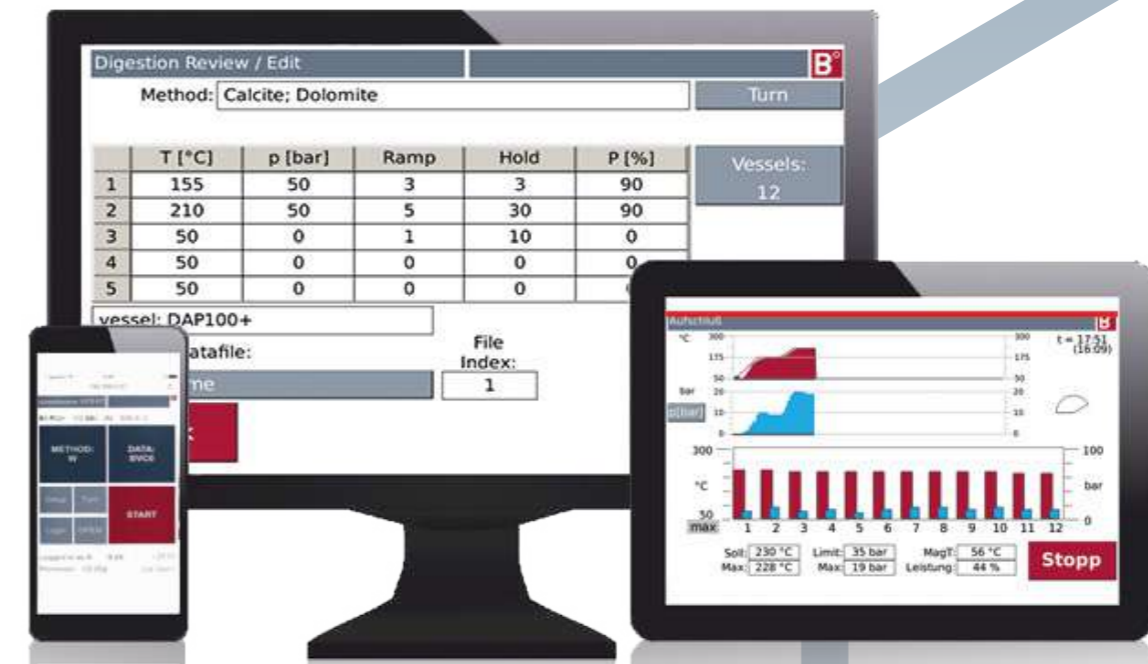 Digestion Review / Edit
B°
Method: Calcite; Dolomite
Turn
T [°C] p [bar] Ramp Hold P [%]
Vessels:
12
1 155 50 3 3 90
2 210 50 5 30 90
3 50 0 1 10 0
4 50 0 0 0 0
5 50 0 0 0
vessel: DAP100+
File
Index:
1
METHOD:
W
DATA:
START
OPEN
Aufschluß
B
°C 300 175 50
300 175 50
t = 17:51
(16:09)
bar 20 10 0
20 10 0
p[bar]
300 100
°C bar
50 0
max 1 2 3 4 5 6 7 8 9 10 11 12
Soll: 230 °C Limit: 35 bar MagT: 56 °C
Max: 228 °C Max: 19 bar Leistung: 44 %
Stopp